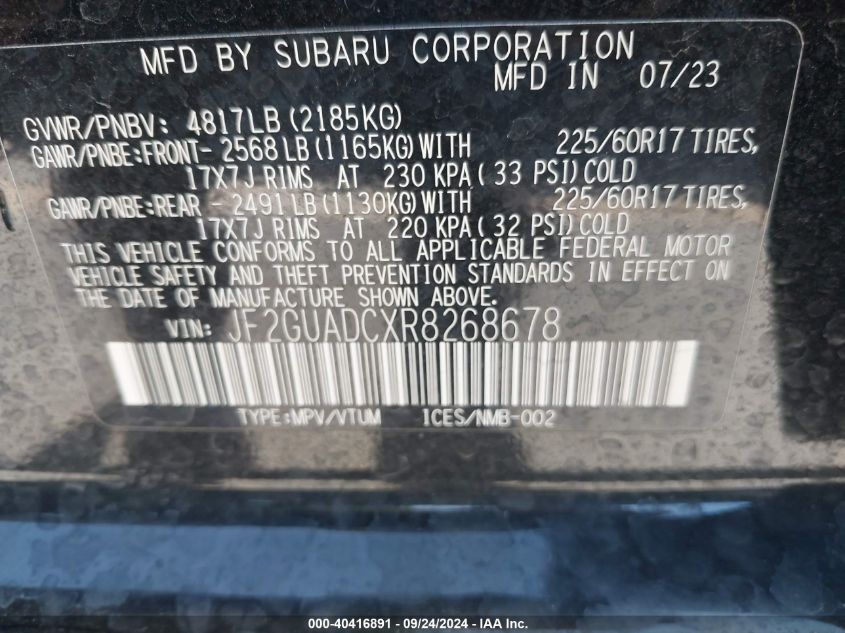 MFD BY SUBARU CORPORATION
MFD IN 07/23
GVWR/PNBV: 4817LB (2185KG)
GAWR/PNBE:FRONT- 2568 LB (1165KG) WITH 225/60R17 TIRES,
17X7J RIMS AT 230 KPA ( 33 PSI) COLD
GAWR/PNBE:REAR - 2491 LB (1130KG) WITH 225/60R17 TIRES,
17X7J RIMS AT 220 KPA ( 32 PSI) COLD
THIS VEHICLE CONFORMS TO ALL APPLICABLE FEDERAL MOTOR
VEHICLE SAFETY AND THEFT PREVENTION STANDARDS IN EFFECT ON
THE DATE OF MANUFACTURE SHOWN ABOVE.
VIN: JF2GUADCXR8268678
TYPE:MPV/VTUM ICES/NMB-002
000-40416891 - 09/24/2024 - IAA Inc.